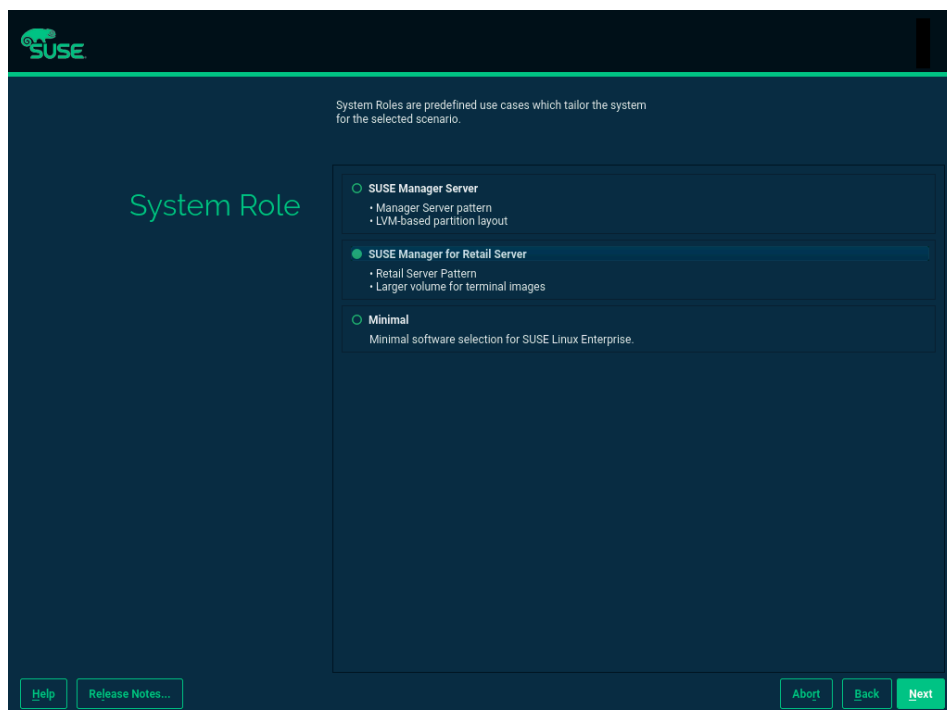 SUSE.
System Roles are predefined use cases which tailor the system
for the selected scenario.
System Role
SUSE Manager Server
• Manager Server pattern
• LVM-based partition layout
SUSE Manager for Retail Server
• Retail Server Pattern
• Larger volume for terminal images
Minimal
Minimal software selection for SUSE Linux Enterprise.
Help
Release Notes...
Abort
Back
Next